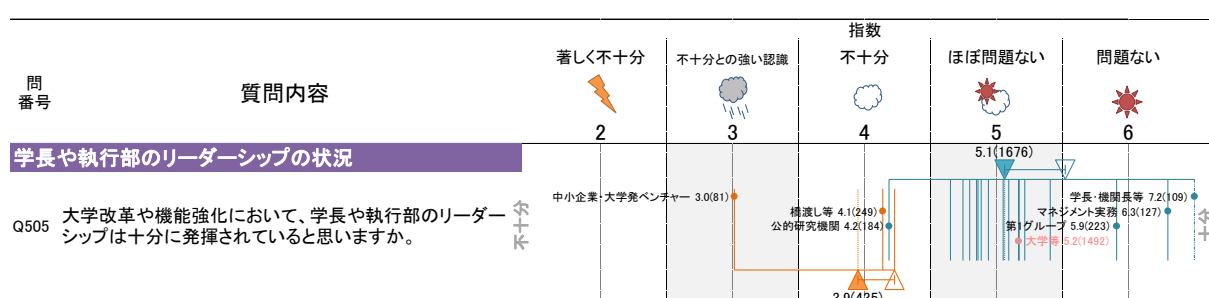 指数
著しく不十分
不十分との強い認識
不十分
ほぼ問題ない
問題ない
問
番号
質問内容
2
3
4
5
6
学長や執行部のリーダーシップの状況
5.1(1676)
Q505
大学改革や機能強化において、学長や執行部のリーダー
シップは十分に発揮されていると思いますか。
不十分
中小企業・大学発ベンチャー 3.0(81)
橋渡し等 4.1(249)
公的研究機関 4.2(184)
学長・機関長等 7.2(109)
マネジメント実務 6.3(127)
第1グループ 5.9(223)
大学等 5.2(1492)
十分
3.9(425)